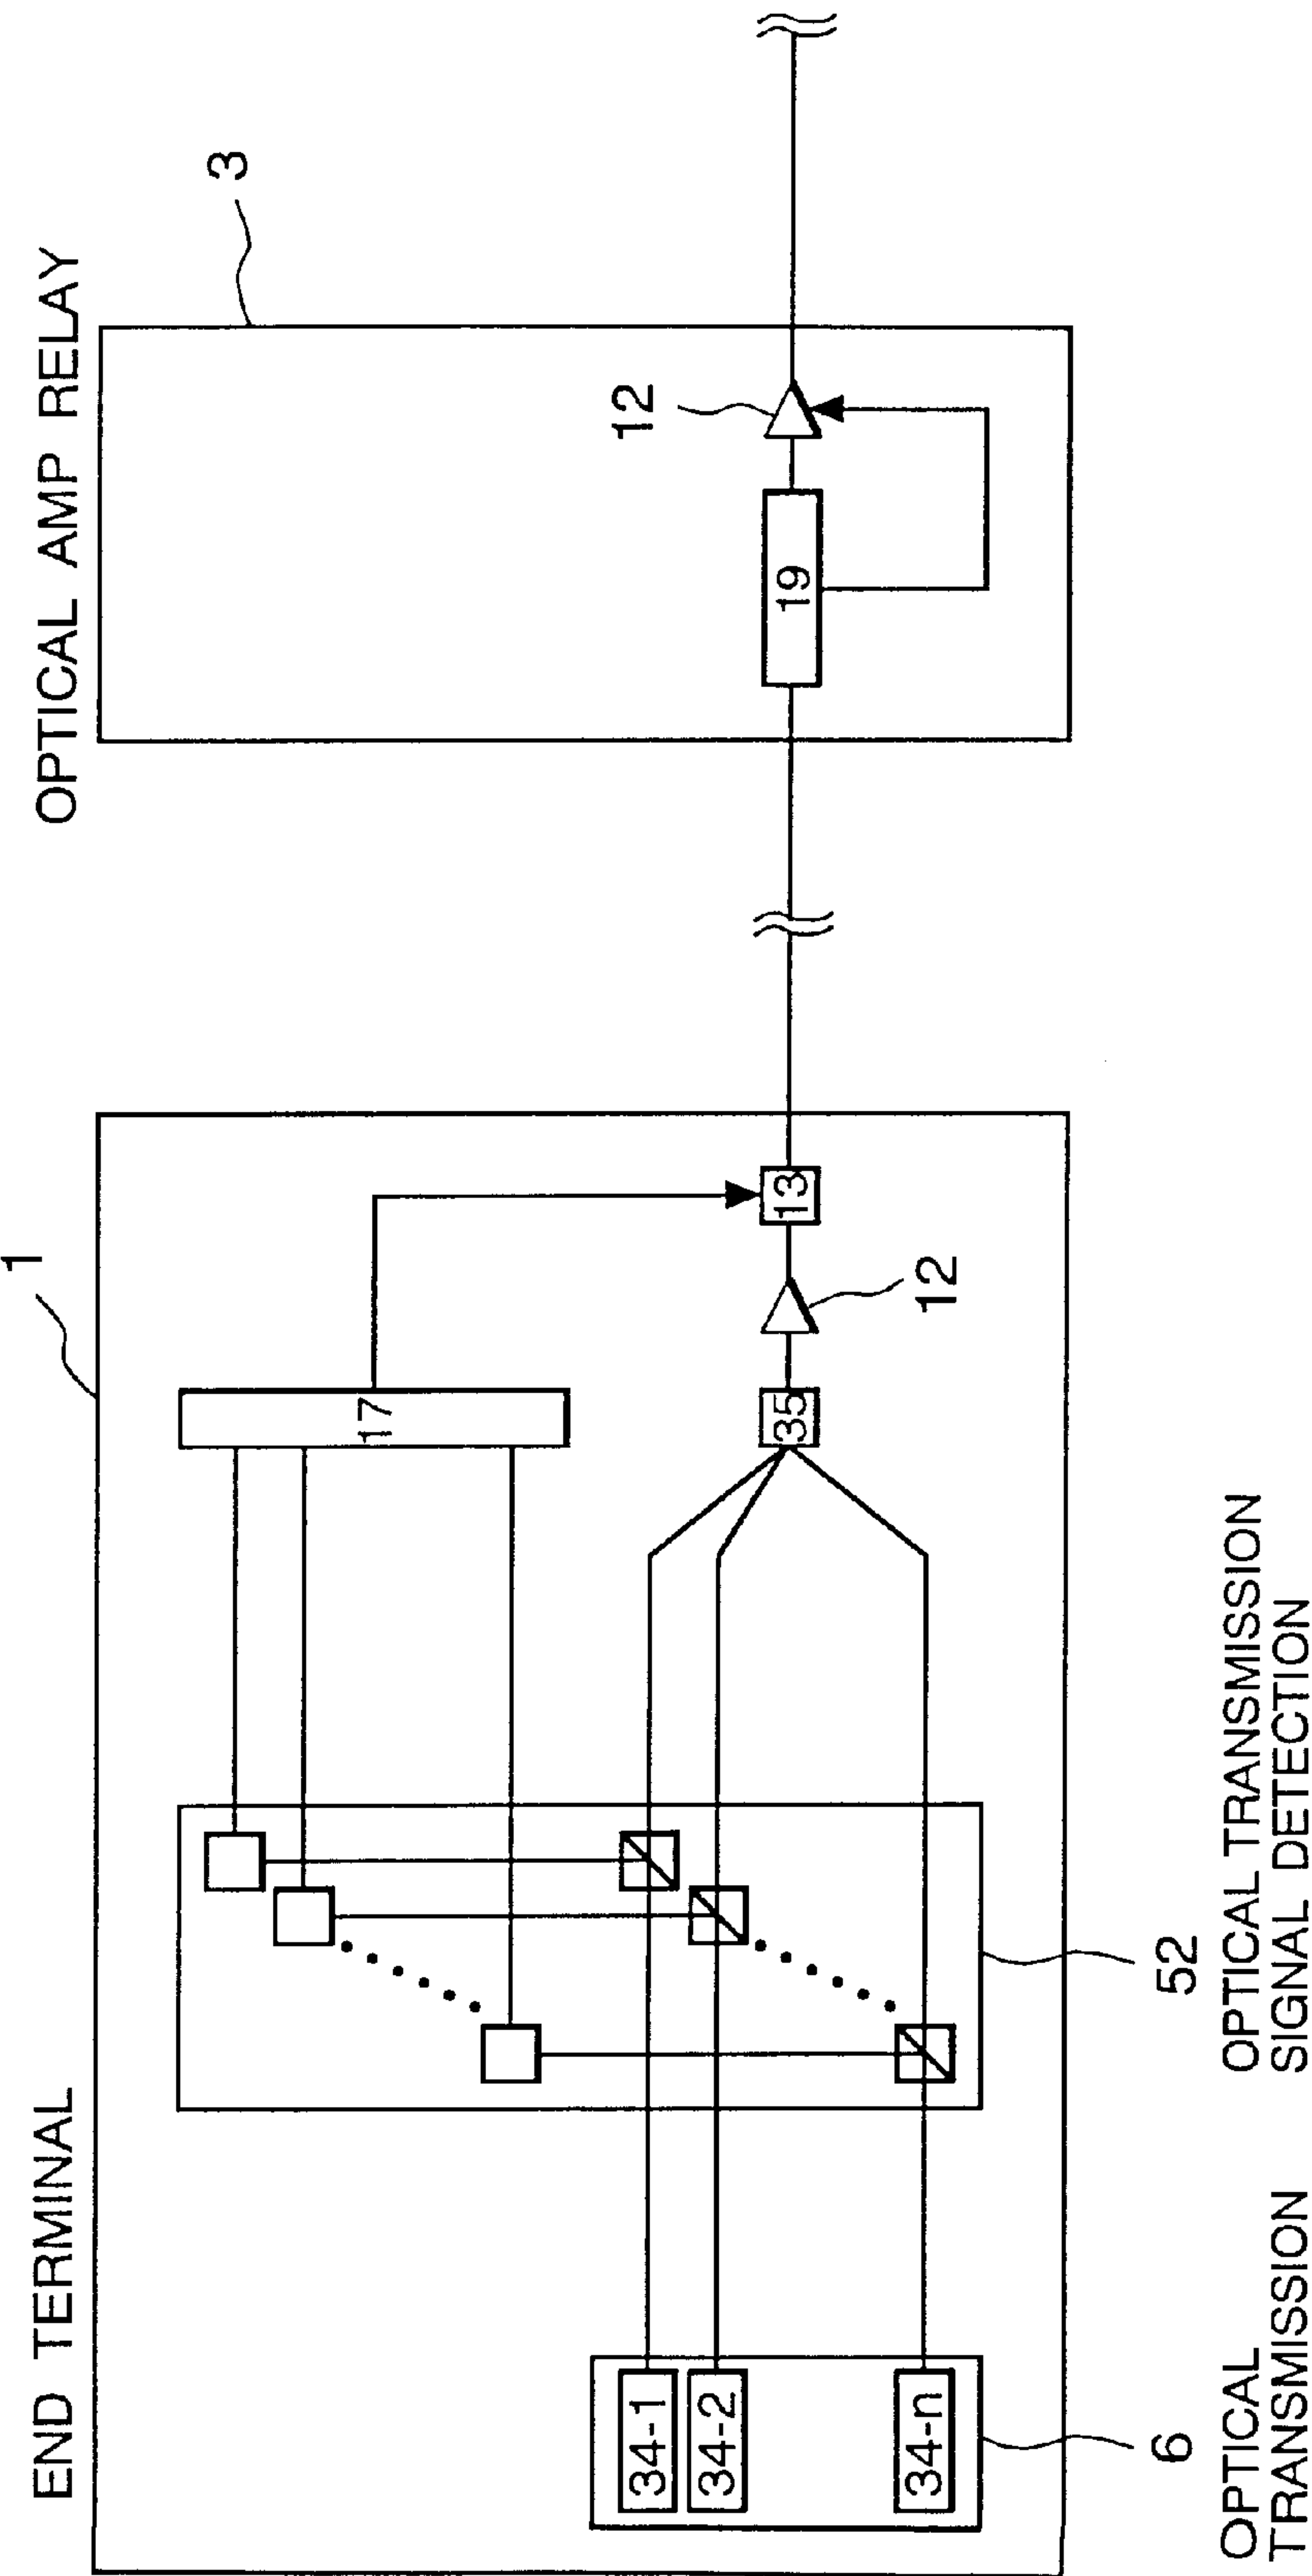 END TERMINAL
1
OPTICAL AMP RELAY
3
17
12
19
34-1
34-2
34-n
35
13
12
6
52
OPTICAL
TRANSMISSION
OPTICAL TRANSMISSION
SIGNAL DETECTION